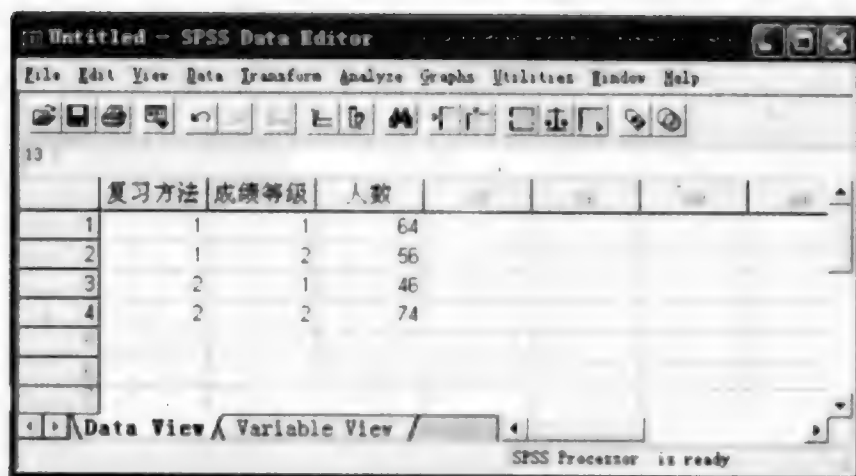 Untitled - SPSS Data Editor
File Edit View Data Transform Analyze Graphs Utilities Window Help
13
复习方法 成绩等级 人数
1 1 1 64
2 1 2 56
3 2 1 46
4 2 2 74
Data View Variable View
SPSS Processor is ready